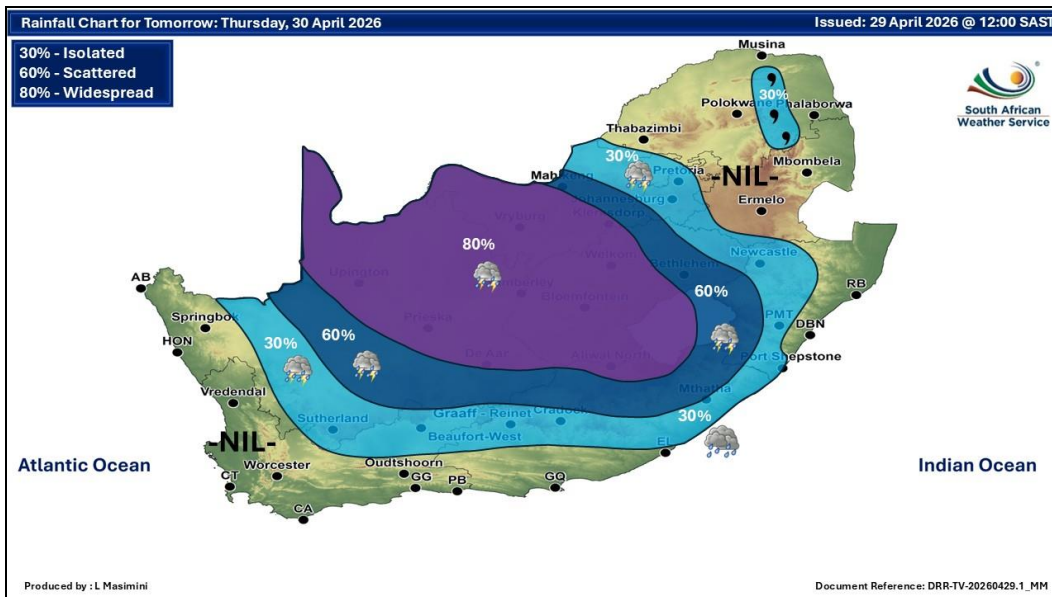 Rainfall Chart for Tomorrow: Thursday, 30 April 2026
Issued: 29 April 2026 @ 12:00 SAST
30% - Isolated
60% - Scattered
80% - Widespread
South African
Weather Service
Musina
30%
Polokwane Phalaborwa
Thabazimbi
30%
Mbombela
Mahikeng
Pretoria
-NIL-
Johannesburg
Ermelo
Klerksdorp
Vryburg
80%
Newcastle
Welkom
Bethlehem
Upington
Kimberley
60%
AB
RB
Bloemfontein
Springbok
Prieska
PMT
DBN
HON
30%
60%
De Aar
Aliwal North
Port Shepstone
Vredendal
Mthatha
Sutherland
Graaff - Reinet
Cradock
30%
Beaufort-West
-NIL-
EL
Atlantic Ocean
Worcester
Oudtshoorn
Indian Ocean
CT
GG
PB
GQ
CA
Produced by : L Masimini
Document Reference: DRR-TV-20260429.1_MM